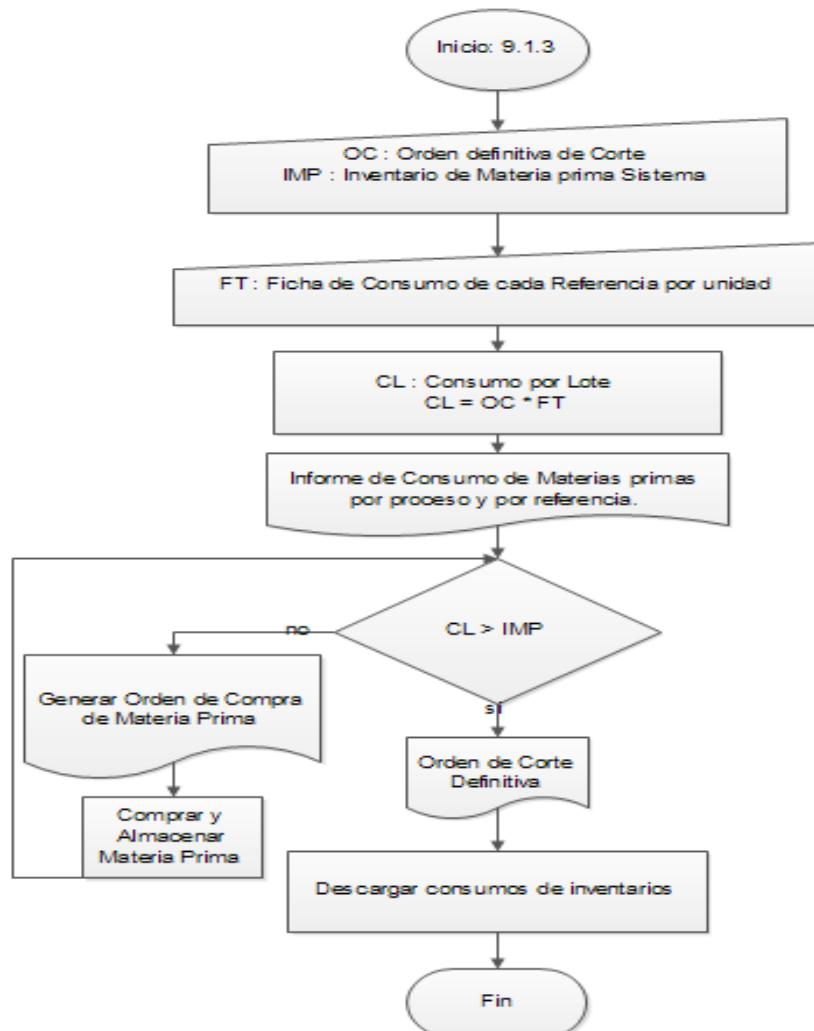 Inicio: 9.1.3
OC : Orden definitiva de Corte
IMP : Inventario de Materia prima Sistema
FT : Ficha de Consumo de cada Referencia por unidad
CL : Consumo por Lote
CL = OC * FT
Informe de Consumo de Materias primas
por proceso y por referencia.
CL > IMP
no
si
Generar Orden de Compra
de Materia Prima
Orden de Corte
Definitiva
Comprar y
Almacenar
Materia Prima
Descargar consumos de inventarios
Fin